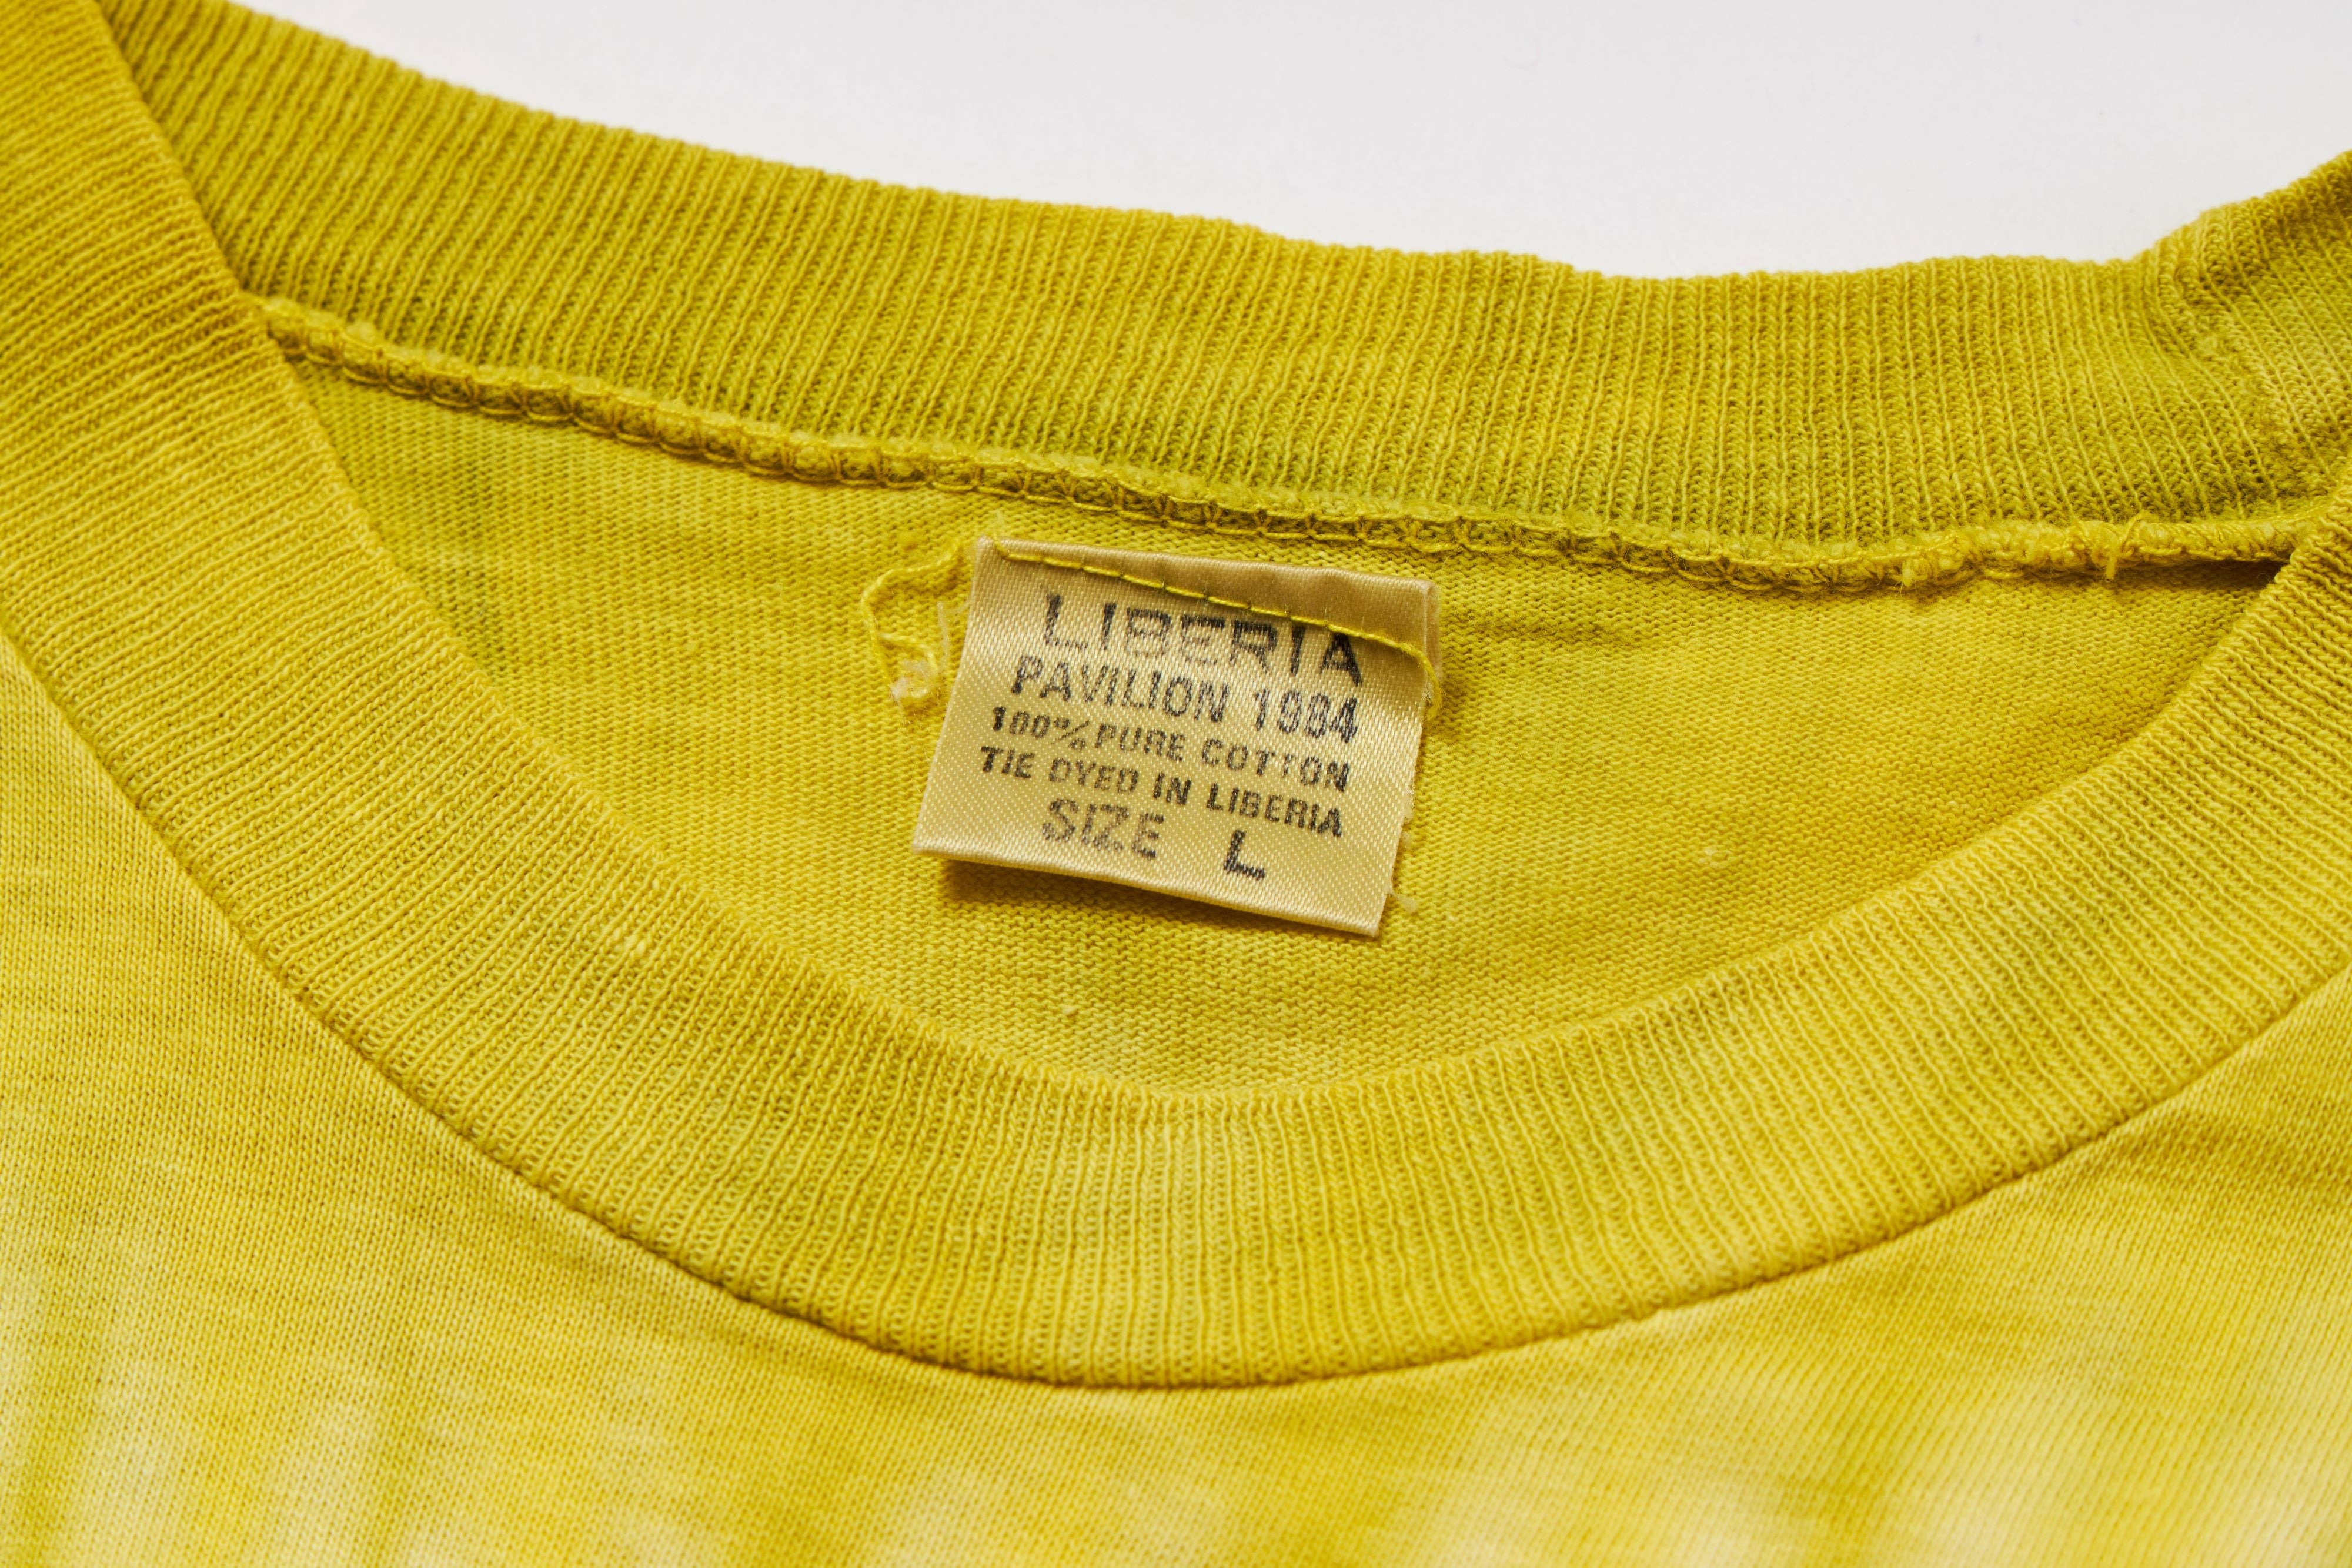 LIBERIA
PAVILION 1984
100% PURE COTTON
TIE DYED IN LIBERIA
SIZE L